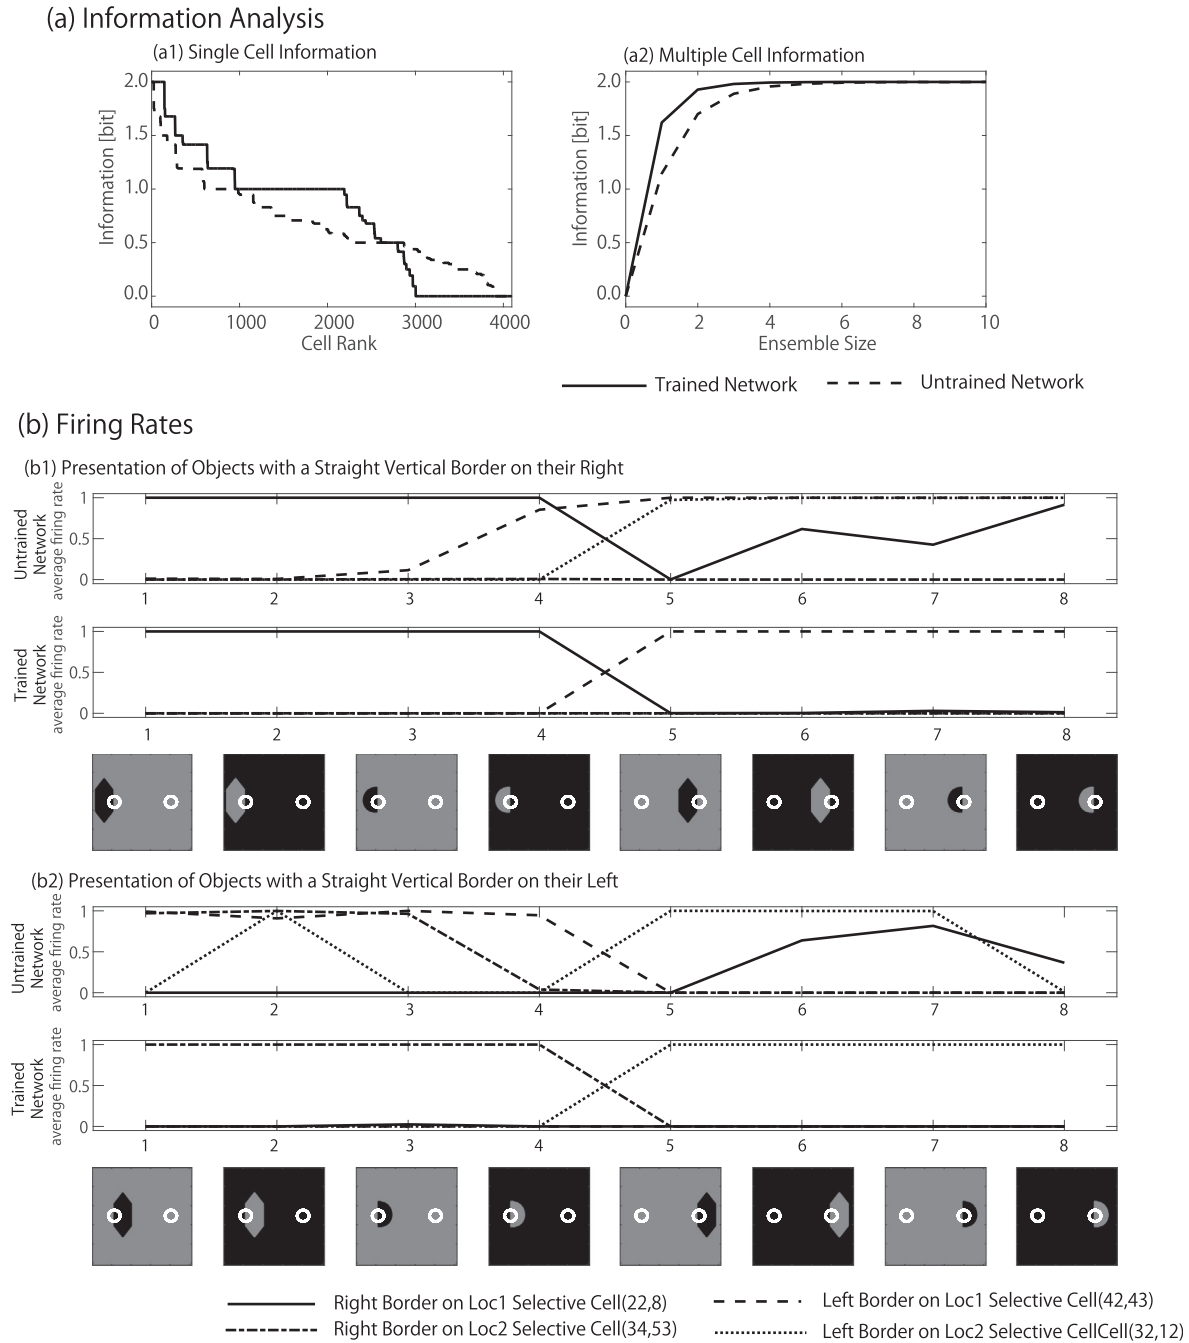 (a) Information Analysis
(a1) Single Cell Information
(a2) Multiple Cell Information
Information [bit]
2.0
1.5
1.0
0.5
0.0
0
1000
2000
3000
4000
Cell Rank
Information [bit]
2.0
1.5
1.0
0.5
0.0
0
2
4
6
8
10
Ensemble Size
Trained Network
Untrained Network
(b) Firing Rates
(b1) Presentation of Objects with a Straight Vertical Border on their Right
Untrained
Network
average firing rate
1
0.5
0
1 2 3 4 5 6 7 8
Trained
Network
average firing rate
1
0.5
0
1 2 3 4 5 6 7 8
(b2) Presentation of Objects with a Straight Vertical Border on their Left
Untrained
Network
average firing rate
1
0.5
0
1 2 3 4 5 6 7 8
Trained
Network
average firing rate
1
0.5
0
1 2 3 4 5 6 7 8
Right Border on Loc1 Selective Cell(22,8)
Left Border on Loc1 Selective Cell(42,43)
Right Border on Loc2 Selective Cell(34,53)
Left Border on Loc2 Selective CellCell(32,12)